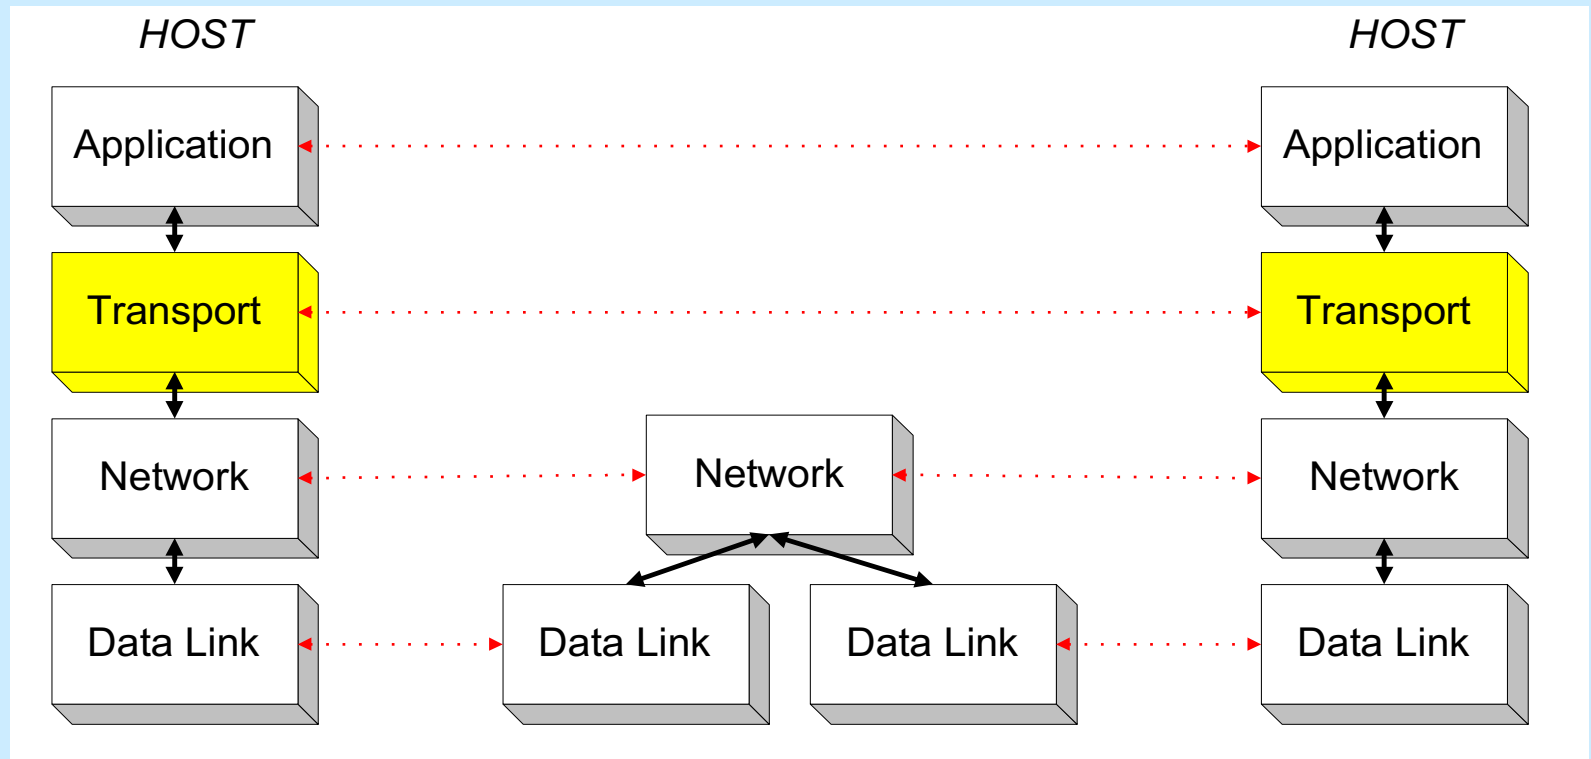 HOST
HOST
Application
Application
Transport
Transport
Network
Network
Network
Data Link
Data Link
Data Link
Data Link